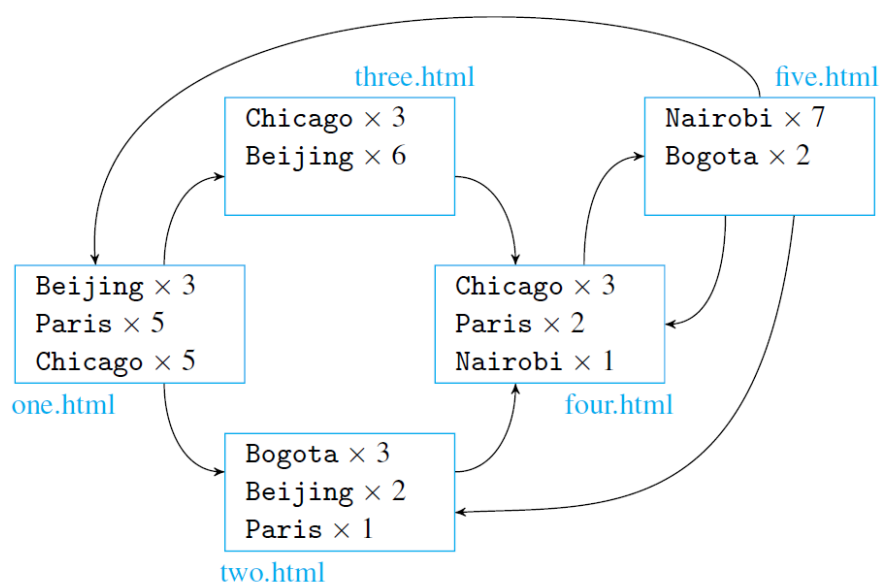 three.html
Chicago × 3
Beijing × 6
five.html
Nairobi × 7
Bogota × 2
Beijing × 3
Paris × 5
Chicago × 5
one.html
Chicago × 3
Paris × 2
Nairobi × 1
four.html
Bogota × 3
Beijing × 2
Paris × 1
two.html